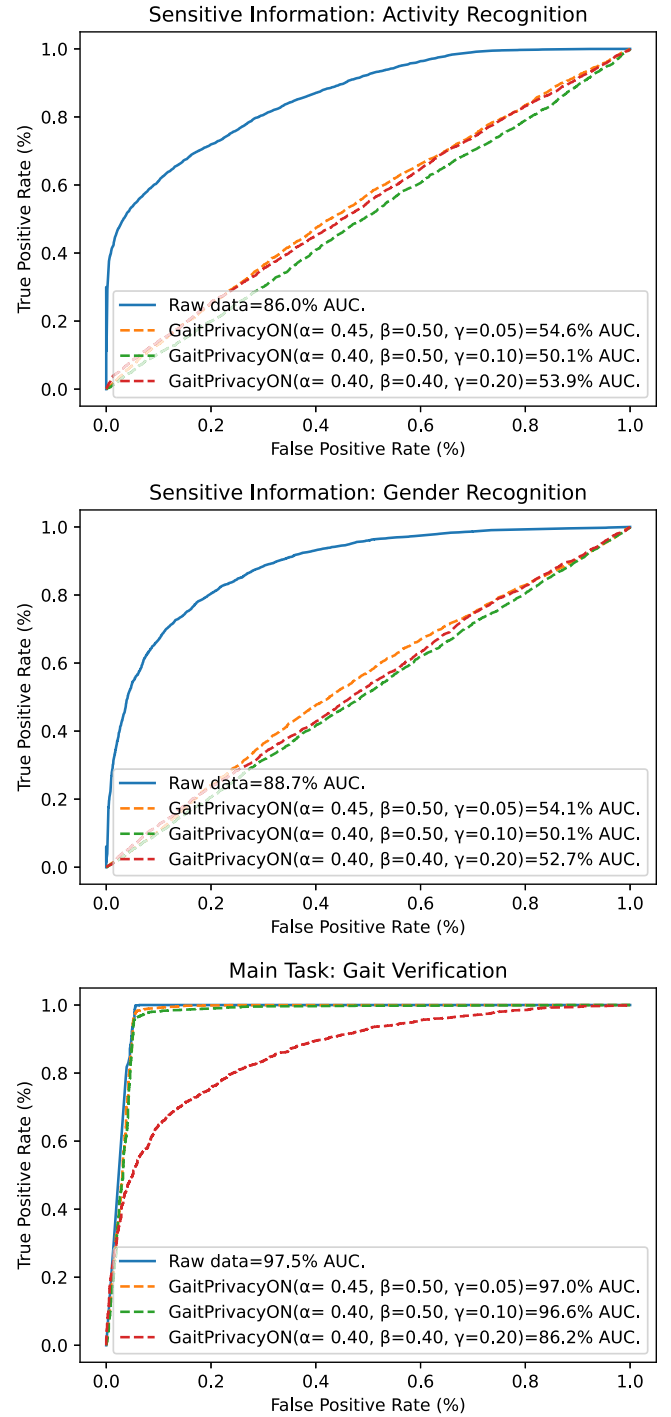 Sensitive Information: Activity Recognition
1.0
0.8
0.6
0.4
0.2
0.0
True Positive Rate (%)
Raw data=86.0% AUC.
GaitPrivacyON(α= 0.45, β=0.50, γ=0.05)=54.6% AUC.
GaitPrivacyON(α= 0.40, β=0.50, γ=0.10)=50.1% AUC.
GaitPrivacyON(α= 0.40, β=0.40, γ=0.20)=53.9% AUC.
0.0 0.2 0.4 0.6 0.8 1.0
False Positive Rate (%)
Sensitive Information: Gender Recognition
1.0
0.8
0.6
0.4
0.2
0.0
True Positive Rate (%)
Raw data=88.7% AUC.
GaitPrivacyON(α= 0.45, β=0.50, γ=0.05)=54.1% AUC.
GaitPrivacyON(α= 0.40, β=0.50, γ=0.10)=50.1% AUC.
GaitPrivacyON(α= 0.40, β=0.40, γ=0.20)=52.7% AUC.
0.0 0.2 0.4 0.6 0.8 1.0
False Positive Rate (%)
Main Task: Gait Verification
1.0
0.8
0.6
0.4
0.2
0.0
True Positive Rate (%)
Raw data=97.5% AUC.
GaitPrivacyON(α= 0.45, β=0.50, γ=0.05)=97.0% AUC.
GaitPrivacyON(α= 0.40, β=0.50, γ=0.10)=96.6% AUC.
GaitPrivacyON(α= 0.40, β=0.40, γ=0.20)=86.2% AUC.
0.0 0.2 0.4 0.6 0.8 1.0
False Positive Rate (%)